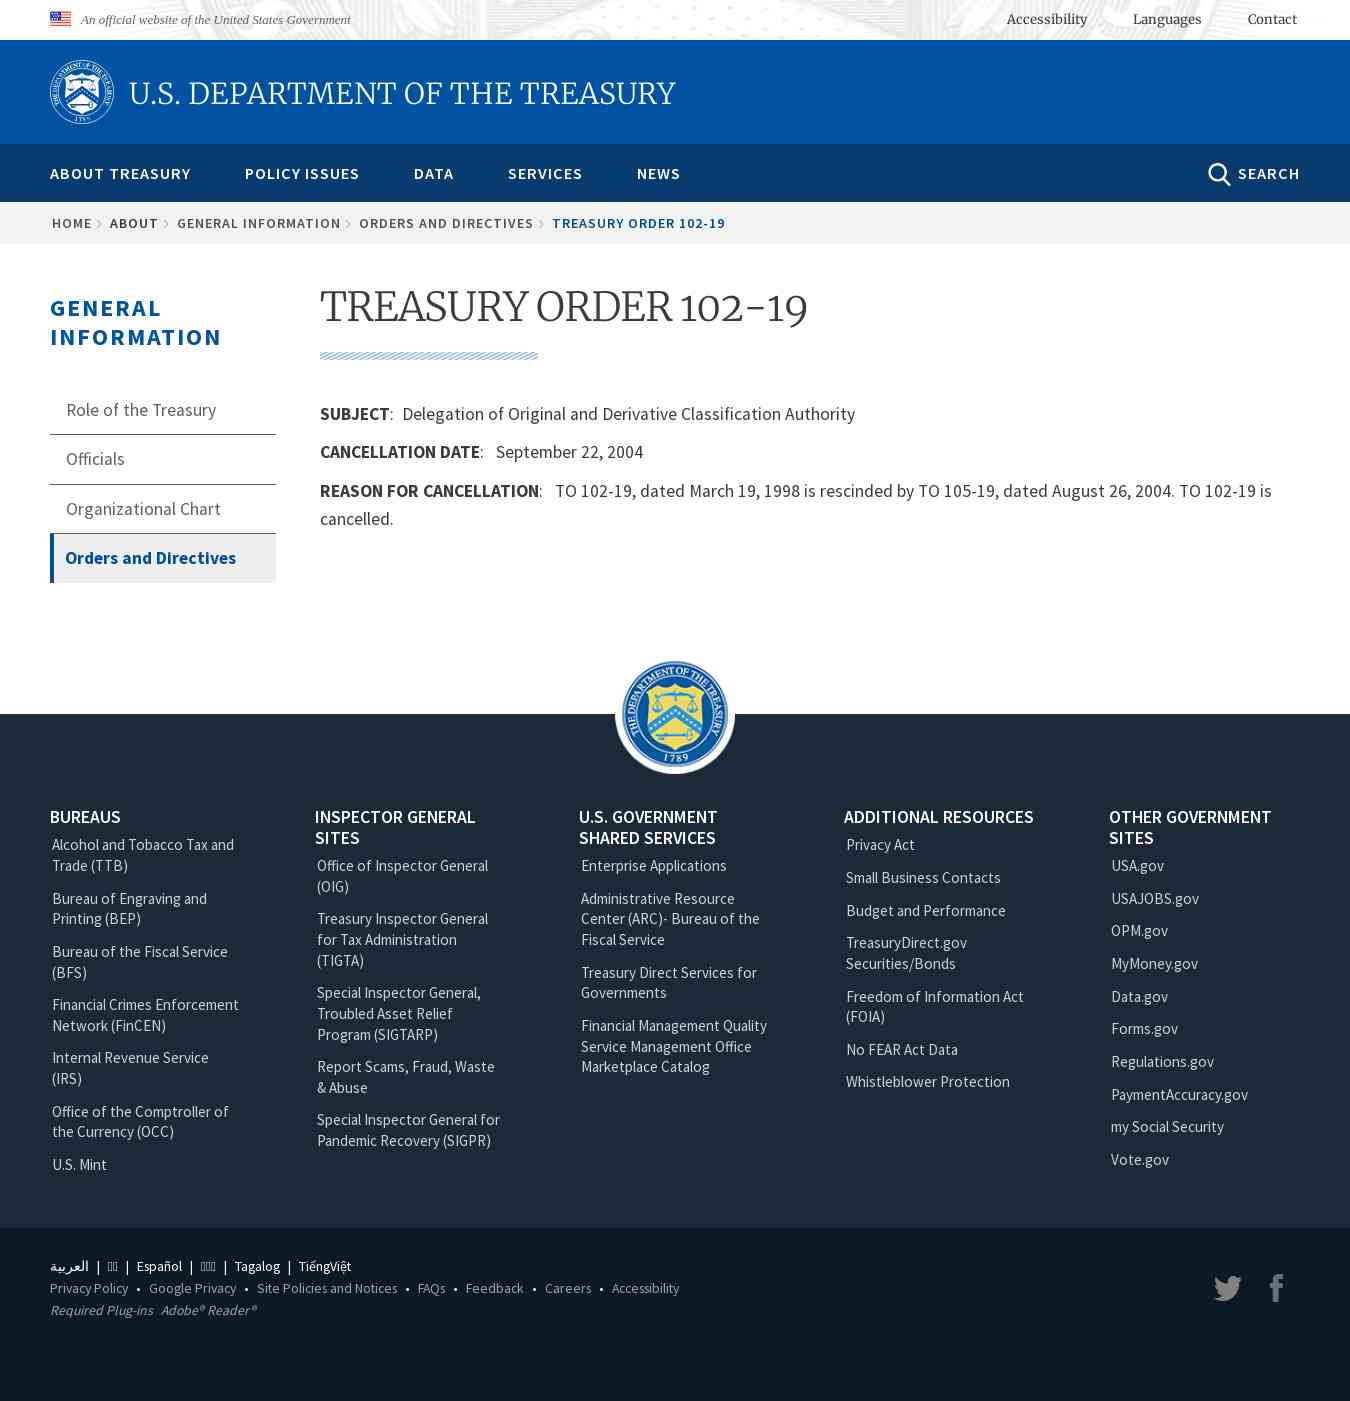 An official website of the United States Government
Accessibility Languages Contact
U.S. DEPARTMENT OF THE TREASURY
ABOUT TREASURY POLICY ISSUES DATA SERVICES NEWS SEARCH
HOME ABOUT GENERAL INFORMATION ORDERS AND DIRECTIVES TREASURY ORDER 102-19
GENERAL
INFORMATION
Role of the Treasury
Officials
Organizational Chart
Orders and Directives
TREASURY ORDER 102-19
SUBJECT: Delegation of Original and Derivative Classification Authority
CANCELLATION DATE: September 22, 2004
REASON FOR CANCELLATION: TO 102-19, dated March 19, 1998 is rescinded by TO 105-19, dated August 26, 2004. TO 102-19 is
cancelled.
THE DEPARTMENT OF THE TREASURY
1789
BUREAUS
Alcohol and Tobacco Tax and
Trade (TTB)
Bureau of Engraving and
Printing (BEP)
Bureau of the Fiscal Service
(BFS)
Financial Crimes Enforcement
Network (FinCEN)
Internal Revenue Service
(IRS)
Office of the Comptroller of
the Currency (OCC)
U.S. Mint
INSPECTOR GENERAL
SITES
Office of Inspector General
(OIG)
Treasury Inspector General
for Tax Administration
(TIGTA)
Special Inspector General,
Troubled Asset Relief
Program (SIGTARP)
Report Scams, Fraud, Waste
& Abuse
Special Inspector General for
Pandemic Recovery (SIGPR)
U.S. GOVERNMENT
SHARED SERVICES
Enterprise Applications
Administrative Resource
Center (ARC)- Bureau of the
Fiscal Service
Treasury Direct Services for
Governments
Financial Management Quality
Service Management Office
Marketplace Catalog
ADDITIONAL RESOURCES
Privacy Act
Small Business Contacts
Budget and Performance
TreasuryDirect.gov
Securities/Bonds
Freedom of Information Act
(FOIA)
No FEAR Act Data
Whistleblower Protection
OTHER GOVERNMENT
SITES
USA.gov
USAJOBS.gov
OPM.gov
MyMoney.gov
Data.gov
Forms.gov
Regulations.gov
PaymentAccuracy.gov
my Social Security
Vote.gov
العربية | | Español | | Tagalog | TiếngViệt
Privacy Policy • Google Privacy • Site Policies and Notices • FAQs • Feedback • Careers • Accessibility
Required Plug-ins Adobe® Reader®